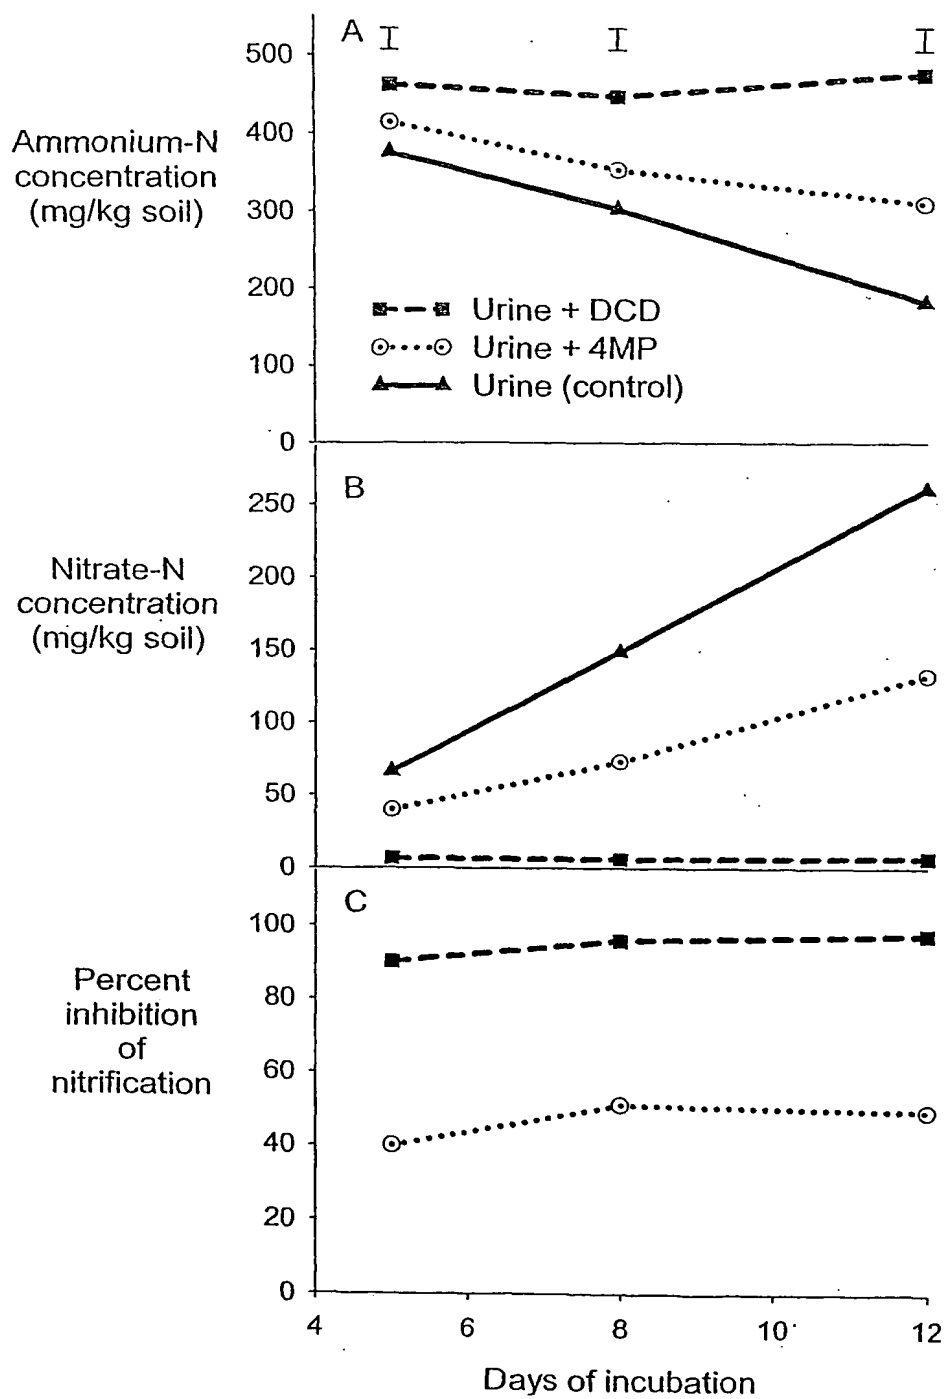 A
500
400
Ammonium-N
concentration
(mg/kg soil)
300
200
100
0
Urine + DCD
Urine + 4MP
Urine (control)
B
250
200
Nitrate-N
concentration
(mg/kg soil)
150
100
50
0
C
100
80
Percent
inhibition
of
nitrification
60
40
20
0
4
6
8
10
12
Days of incubation